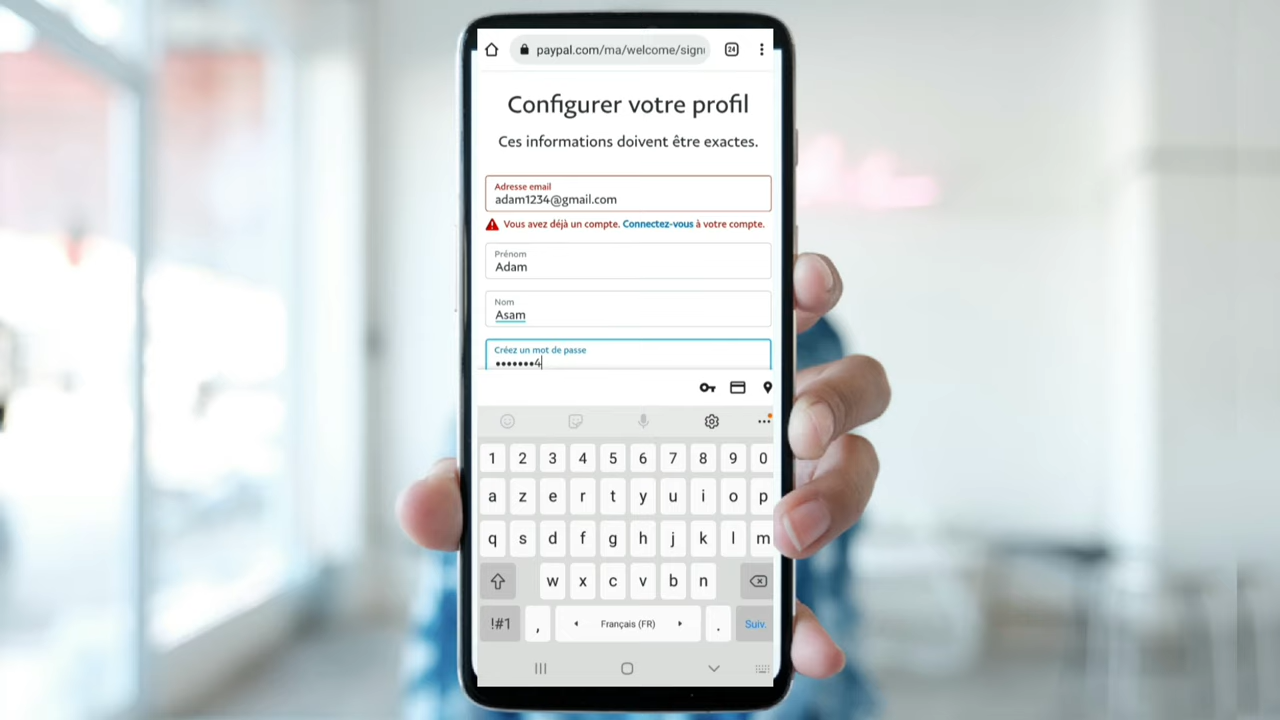 paypal.com/ma/welcome/sign
24
Configurer votre profil
Ces informations doivent être exactes.
Adresse email
adam1234@gmail.com
Vous avez déjà un compte. Connectez-vous à votre compte.
Prénom
Adam
Nom
Asam
Créez un mot de passe
•••••••4
1 2 3 4 5 6 7 8 9 0
a z e r t y u i o p
q s d f g h j k l m
w x c v b n
!#1 , Français (FR) . Suiv.